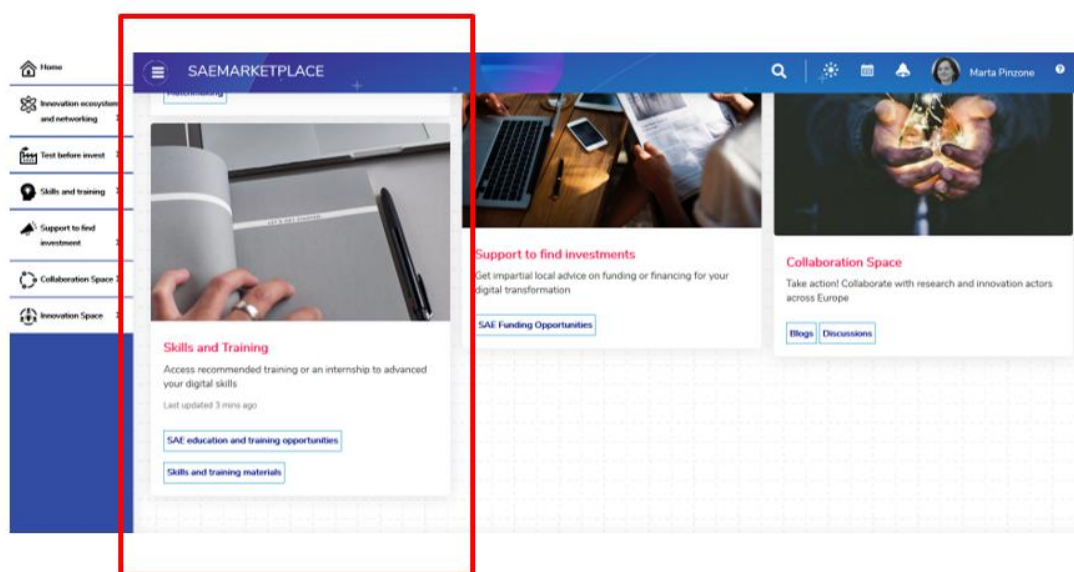 Home
Innovation ecosystem
and networking
Test before invest
Skills and training
Support to find
investment
Collaboration Space
Innovation Space
SAEMARKETPLACE
Marta Pinzone
Matchmaking
Skills and Training
Access recommended training or an internship to advanced
your digital skills
Last updated 3 mins ago
SAE education and training opportunities
Skills and training materials
Support to find investments
Get impartial local advice on funding or financing for your
digital transformation
SAE Funding Opportunities
Collaboration Space
Take action! Collaborate with research and innovation actors
across Europe
Blogs Discussions